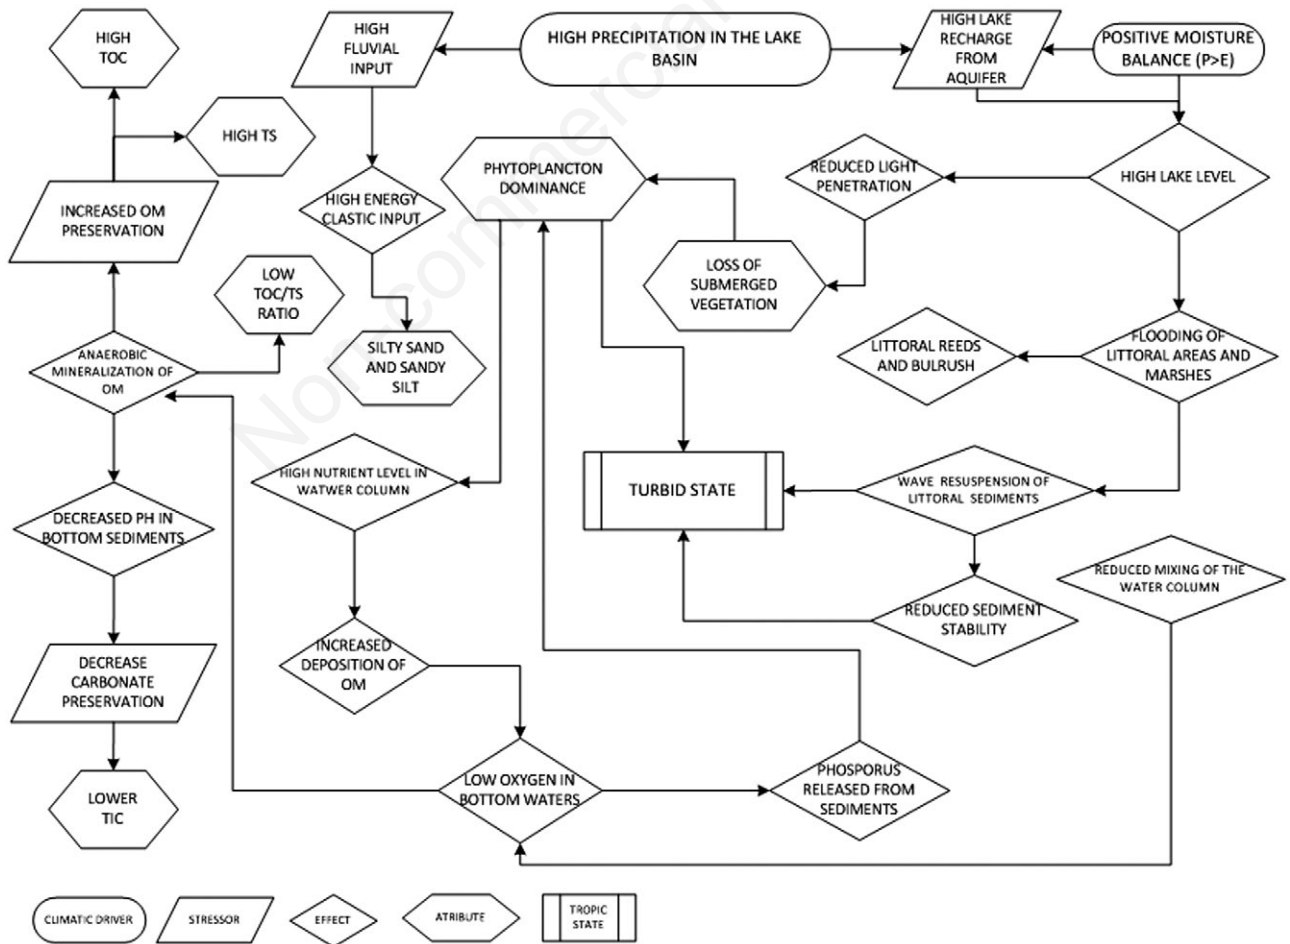 HIGH
TOC
HIGH
FLUVIAL
INPUT
HIGH PRECIPITATION IN THE LAKE
BASIN
HIGH LAKE
RECHARGE
FROM
AQUIFER
POSITIVE MOISTURE
BALANCE (P>E)
HIGH TS
PHYTOPLANCTON
DOMINANCE
REDUCED LIGHT
PENETRATION
HIGH LAKE LEVEL
INCREASED OM
PRESERVATION
HIGH ENERGY
CLASTIC INPUT
LOW
TOC/TS
RATIO
LOSS OF
SUBMERGED
VEGETATION
ANAEROBIC
MINERALIZATION OF
OM
SILTY SAND
AND SANDY
SILT
LITTORAL REEDS
AND BULRUSH
FLOODING OF
LITTORAL AREAS AND
MARSHES
HIGH NUTRIENT LEVEL IN
WATWER COLUMN
TURBID STATE
WAVE RESUSPENSION OF
LITTORAL SEDIMENTS
DECREASED PH IN
BOTTOM SEDIMENTS
REDUCED MIXING OF THE
WATER COLUMN
REDUCED SEDIMENT
STABILITY
INCREASED
DEPOSITION OF
OM
DECREASE
CARBONATE
PRESERVATION
LOW OXYGEN IN
BOTTOM WATERS
PHOSPORUS
RELEASED FROM
SEDIMENTS
LOWER
TIC
CLIMATIC DRIVER
STRESSOR
EFFECT
ATRIBUTE
TROPIC
STATE
Non-commercial